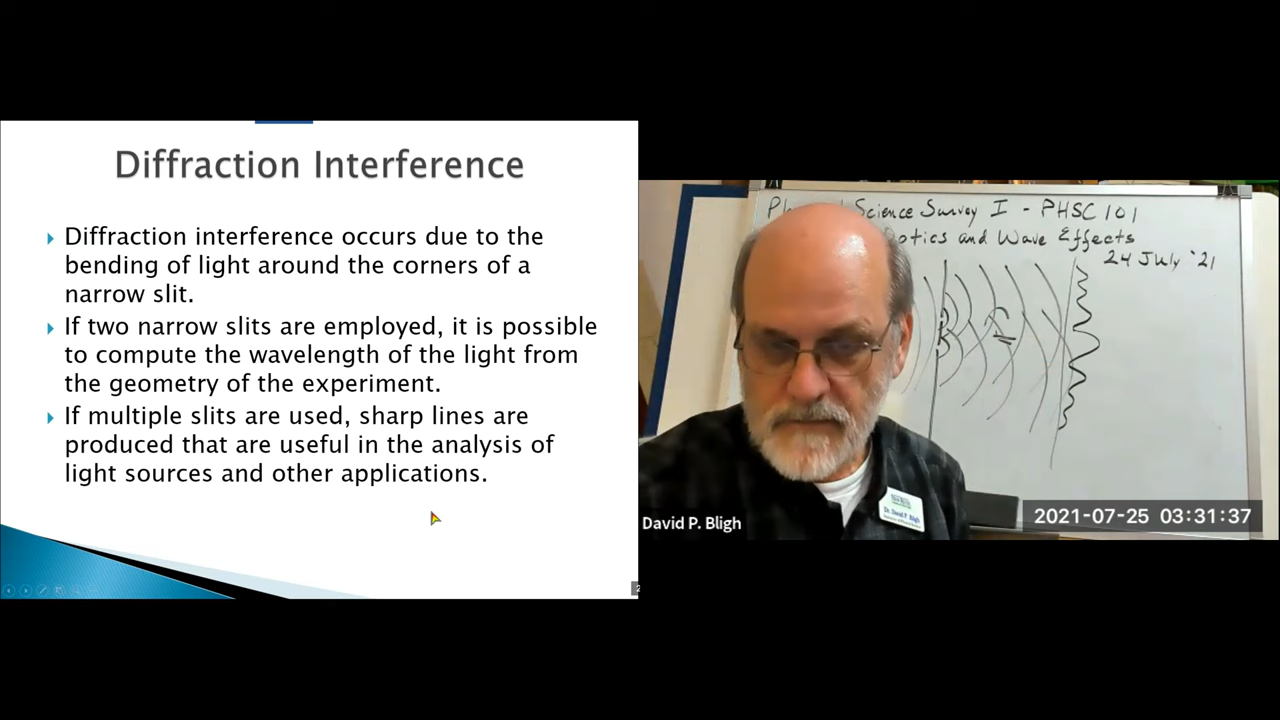 Diffraction Interference
Diffraction interference occurs due to the
bending of light around the corners of a
narrow slit.
If two narrow slits are employed, it is possible
to compute the wavelength of the light from
the geometry of the experiment.
If multiple slits are used, sharp lines are
produced that are useful in the analysis of
light sources and other applications.
Science Survey I - PHSC 101
Optics and Wave Effects
24 July '21
Dr. David P. Bligh
David P. Bligh
2021-07-25 03:31:37